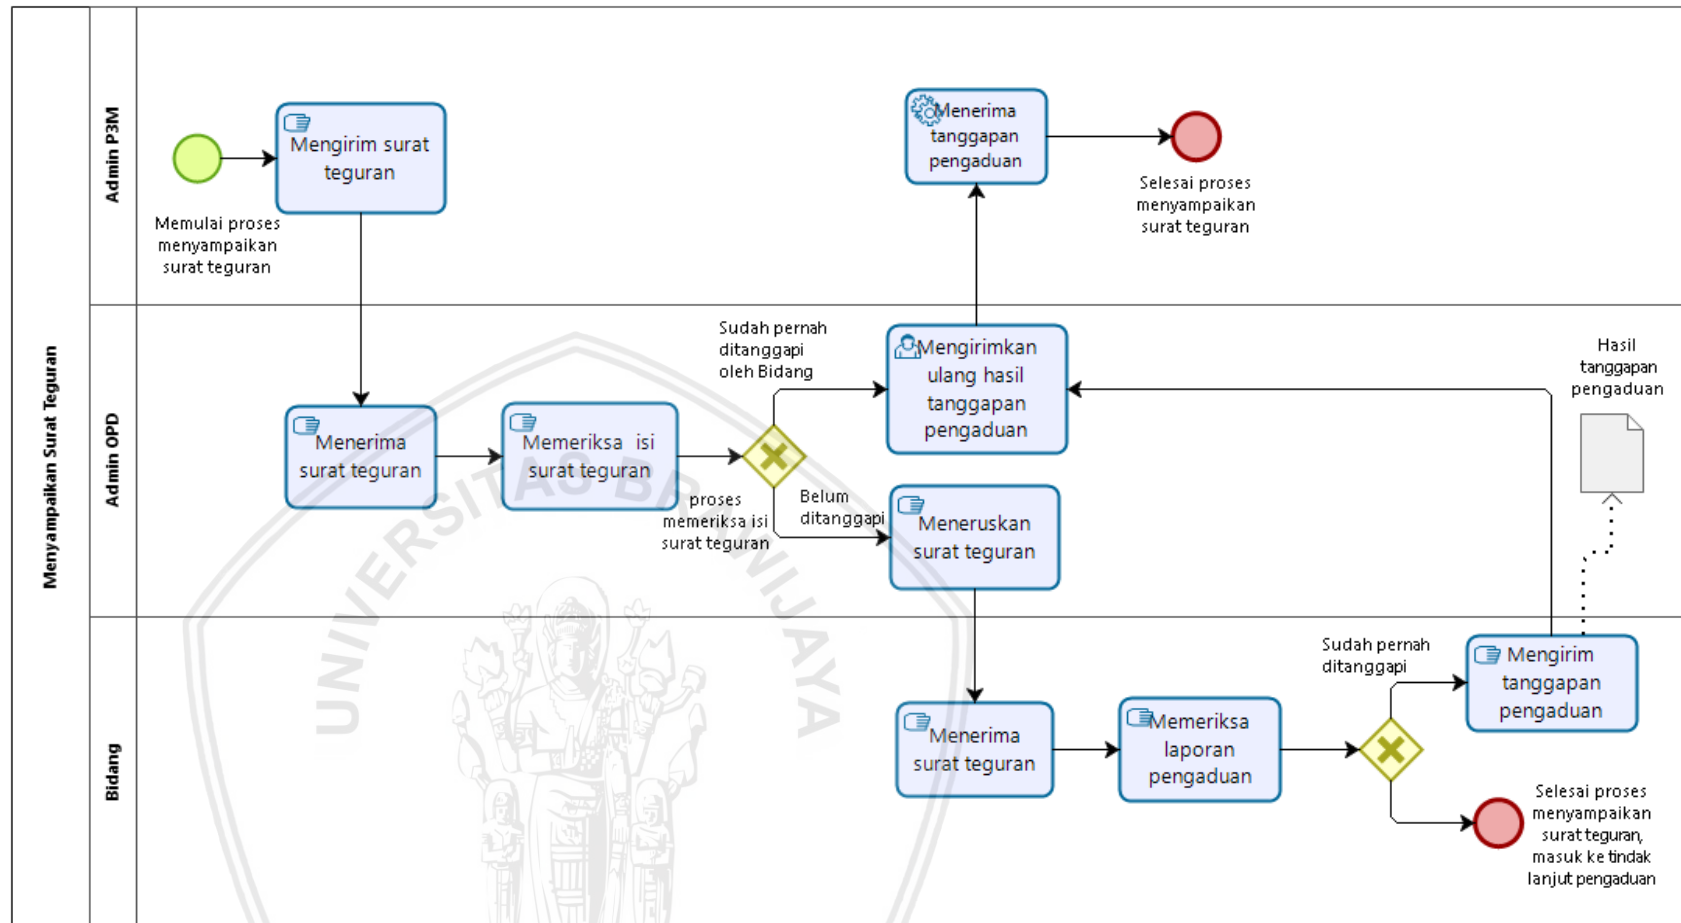 Menyampaikan Surat Teguran
Admin P3M
Memulai proses
menyampaikan
surat teguran
Mengirim surat
teguran
Menerima
tanggapan
pengaduan
Selesai proses
menyampaikan
surat teguran
Admin OPD
Menerima
surat teguran
Memeriksa isi
surat teguran
proses
memeriksa isi
surat teguran
Sudah pernah
ditanggapi
oleh Bidang
Belum
ditanggapi
Mengirimkan
ulang hasil
tanggapan
pengaduan
Meneruskan
surat teguran
Hasil
tanggapan
pengaduan
Bidang
Menerima
surat teguran
Memeriksa
laporan
pengaduan
Sudah pernah
ditanggapi
Mengirim
tanggapan
pengaduan
Selesai proses
menyampaikan
surat teguran,
masuk ke tindak
lanjut pengaduan
UNIVERSITAS BRAWIJAYA